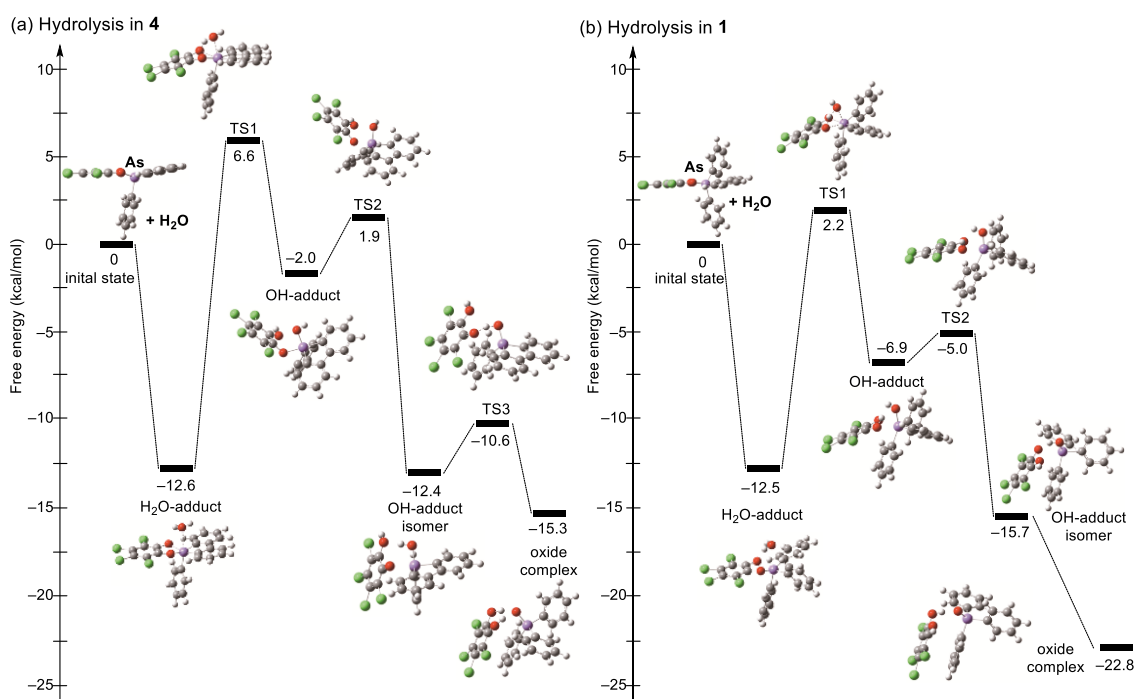 (a) Hydrolysis in 4
Free energy (kcal/mol)
10
5
0
–5
–10
–15
–20
–25
As
+ H2O
0
inital state
–12.6
H2O-adduct
TS1
6.6
–2.0
OH-adduct
TS2
1.9
–12.4
OH-adduct
isomer
TS3
–10.6
–15.3
oxide
complex
(b) Hydrolysis in 1
Free energy (kcal/mol)
10
5
0
–5
–10
–15
–20
–25
As
+ H2O
0
inital state
–12.5
H2O-adduct
TS1
2.2
–6.9
OH-adduct
TS2
–5.0
–15.7
OH-adduct
isomer
oxide
complex
–22.8